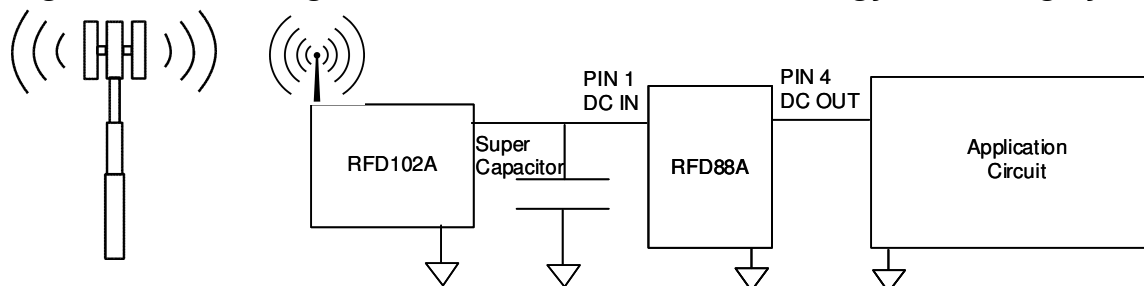 RFD102A
Super
Capacitor
PIN 1
DC IN
RFD88A
PIN 4
DC OUT
Application
Circuit